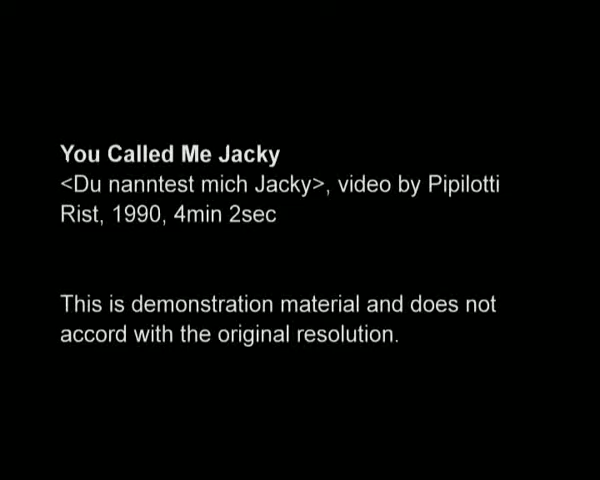 You Called Me Jacky
<Du nanntest mich Jacky>, video by Pipilotti
Rist, 1990, 4min 2sec
This is demonstration material and does not
accord with the original resolution.